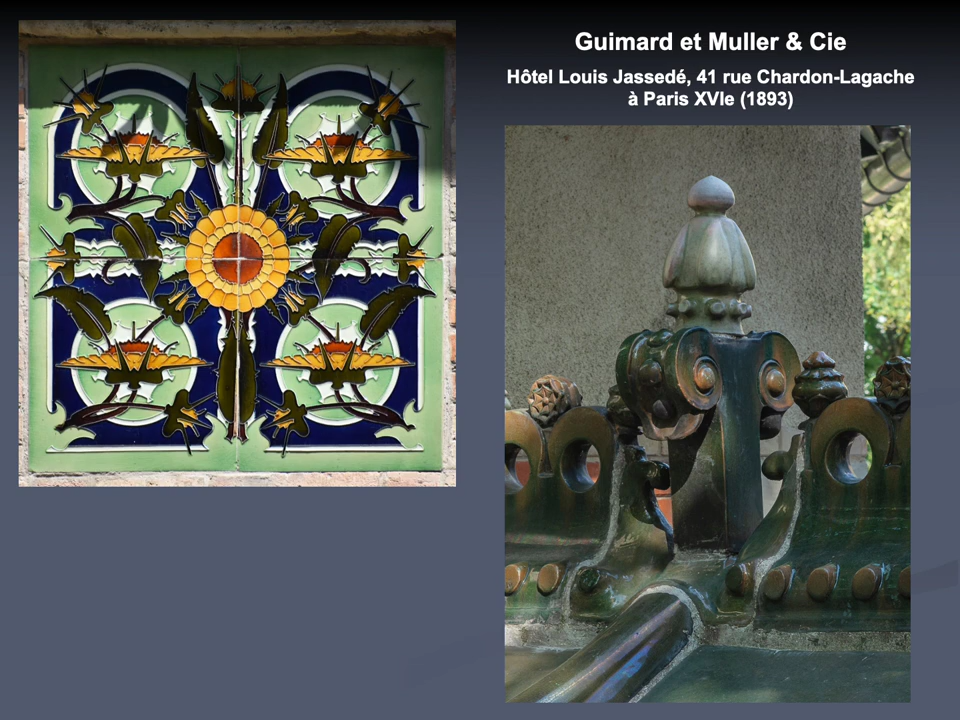 Guimard et Muller & Cie
Hôtel Louis Jassedé, 41 rue Chardon-Lagache
à Paris XVIe (1893)